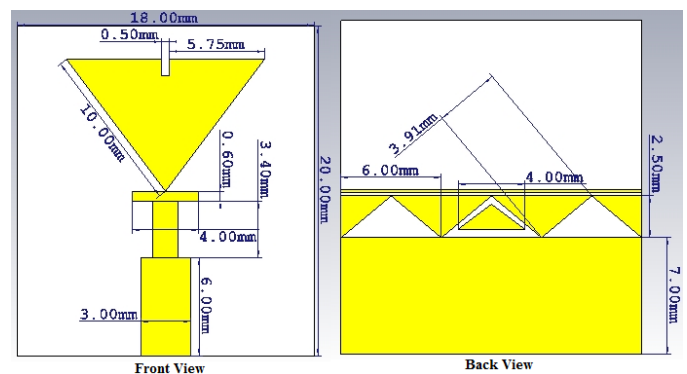 18.00mm
0.50mm
5.75mm
10.00mm
0.60mm
3.40mm
20.00mm
4.00mm
3.00mm
6.00mm
Front View
3.91mm
6.00mm
4.00mm
2.50mm
7.00mm
Back View